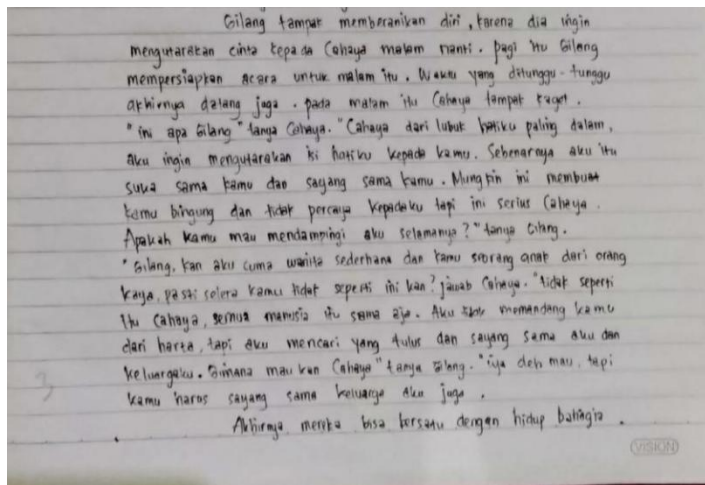 Gilang tampak memberanikan diri, karena dia ingin
mengutarakan cinta kepada Cahaya malam nanti. pagi itu Gilang
mempersiapkan acara untuk malam itu. Waktu yang ditunggu-tunggu
akhirnya datang juga. pada malam itu Cahaya tampak kaget.
"ini apa Gilang" tanya Cahaya. "Cahaya dari lubuk hatiku paling dalam,
aku ingin mengutarakan isi hatiku kepada kamu. Sebenarnya aku itu
suka sama kamu dan sayang sama kamu. Mungkin ini membuat
kamu bingung dan tidak percaya kepadaku tapi ini serius Cahaya.
Apakah kamu mau mendampingi aku selamanya?" tanya Gilang.
"Gilang, kan aku cuma wanita sederhana dan kamu seorang anak dari orang
kaya, pasti selera kamu tidak seperti ini kan? jawab Cahaya. "tidak seperti
itu Cahaya, semua manusia itu sama aja. Aku memandang kamu
dari harta, tapi aku mencari yang tulus dan sayang sama aku dan
keluargaku. Gimana mau kan Cahaya" tanya Gilang. "iya deh mau, tapi
kamu harus sayang sama keluarga aku juga.
Akhirnya mereka bisa bersatu dengan hidup bahagia.
3
VISION